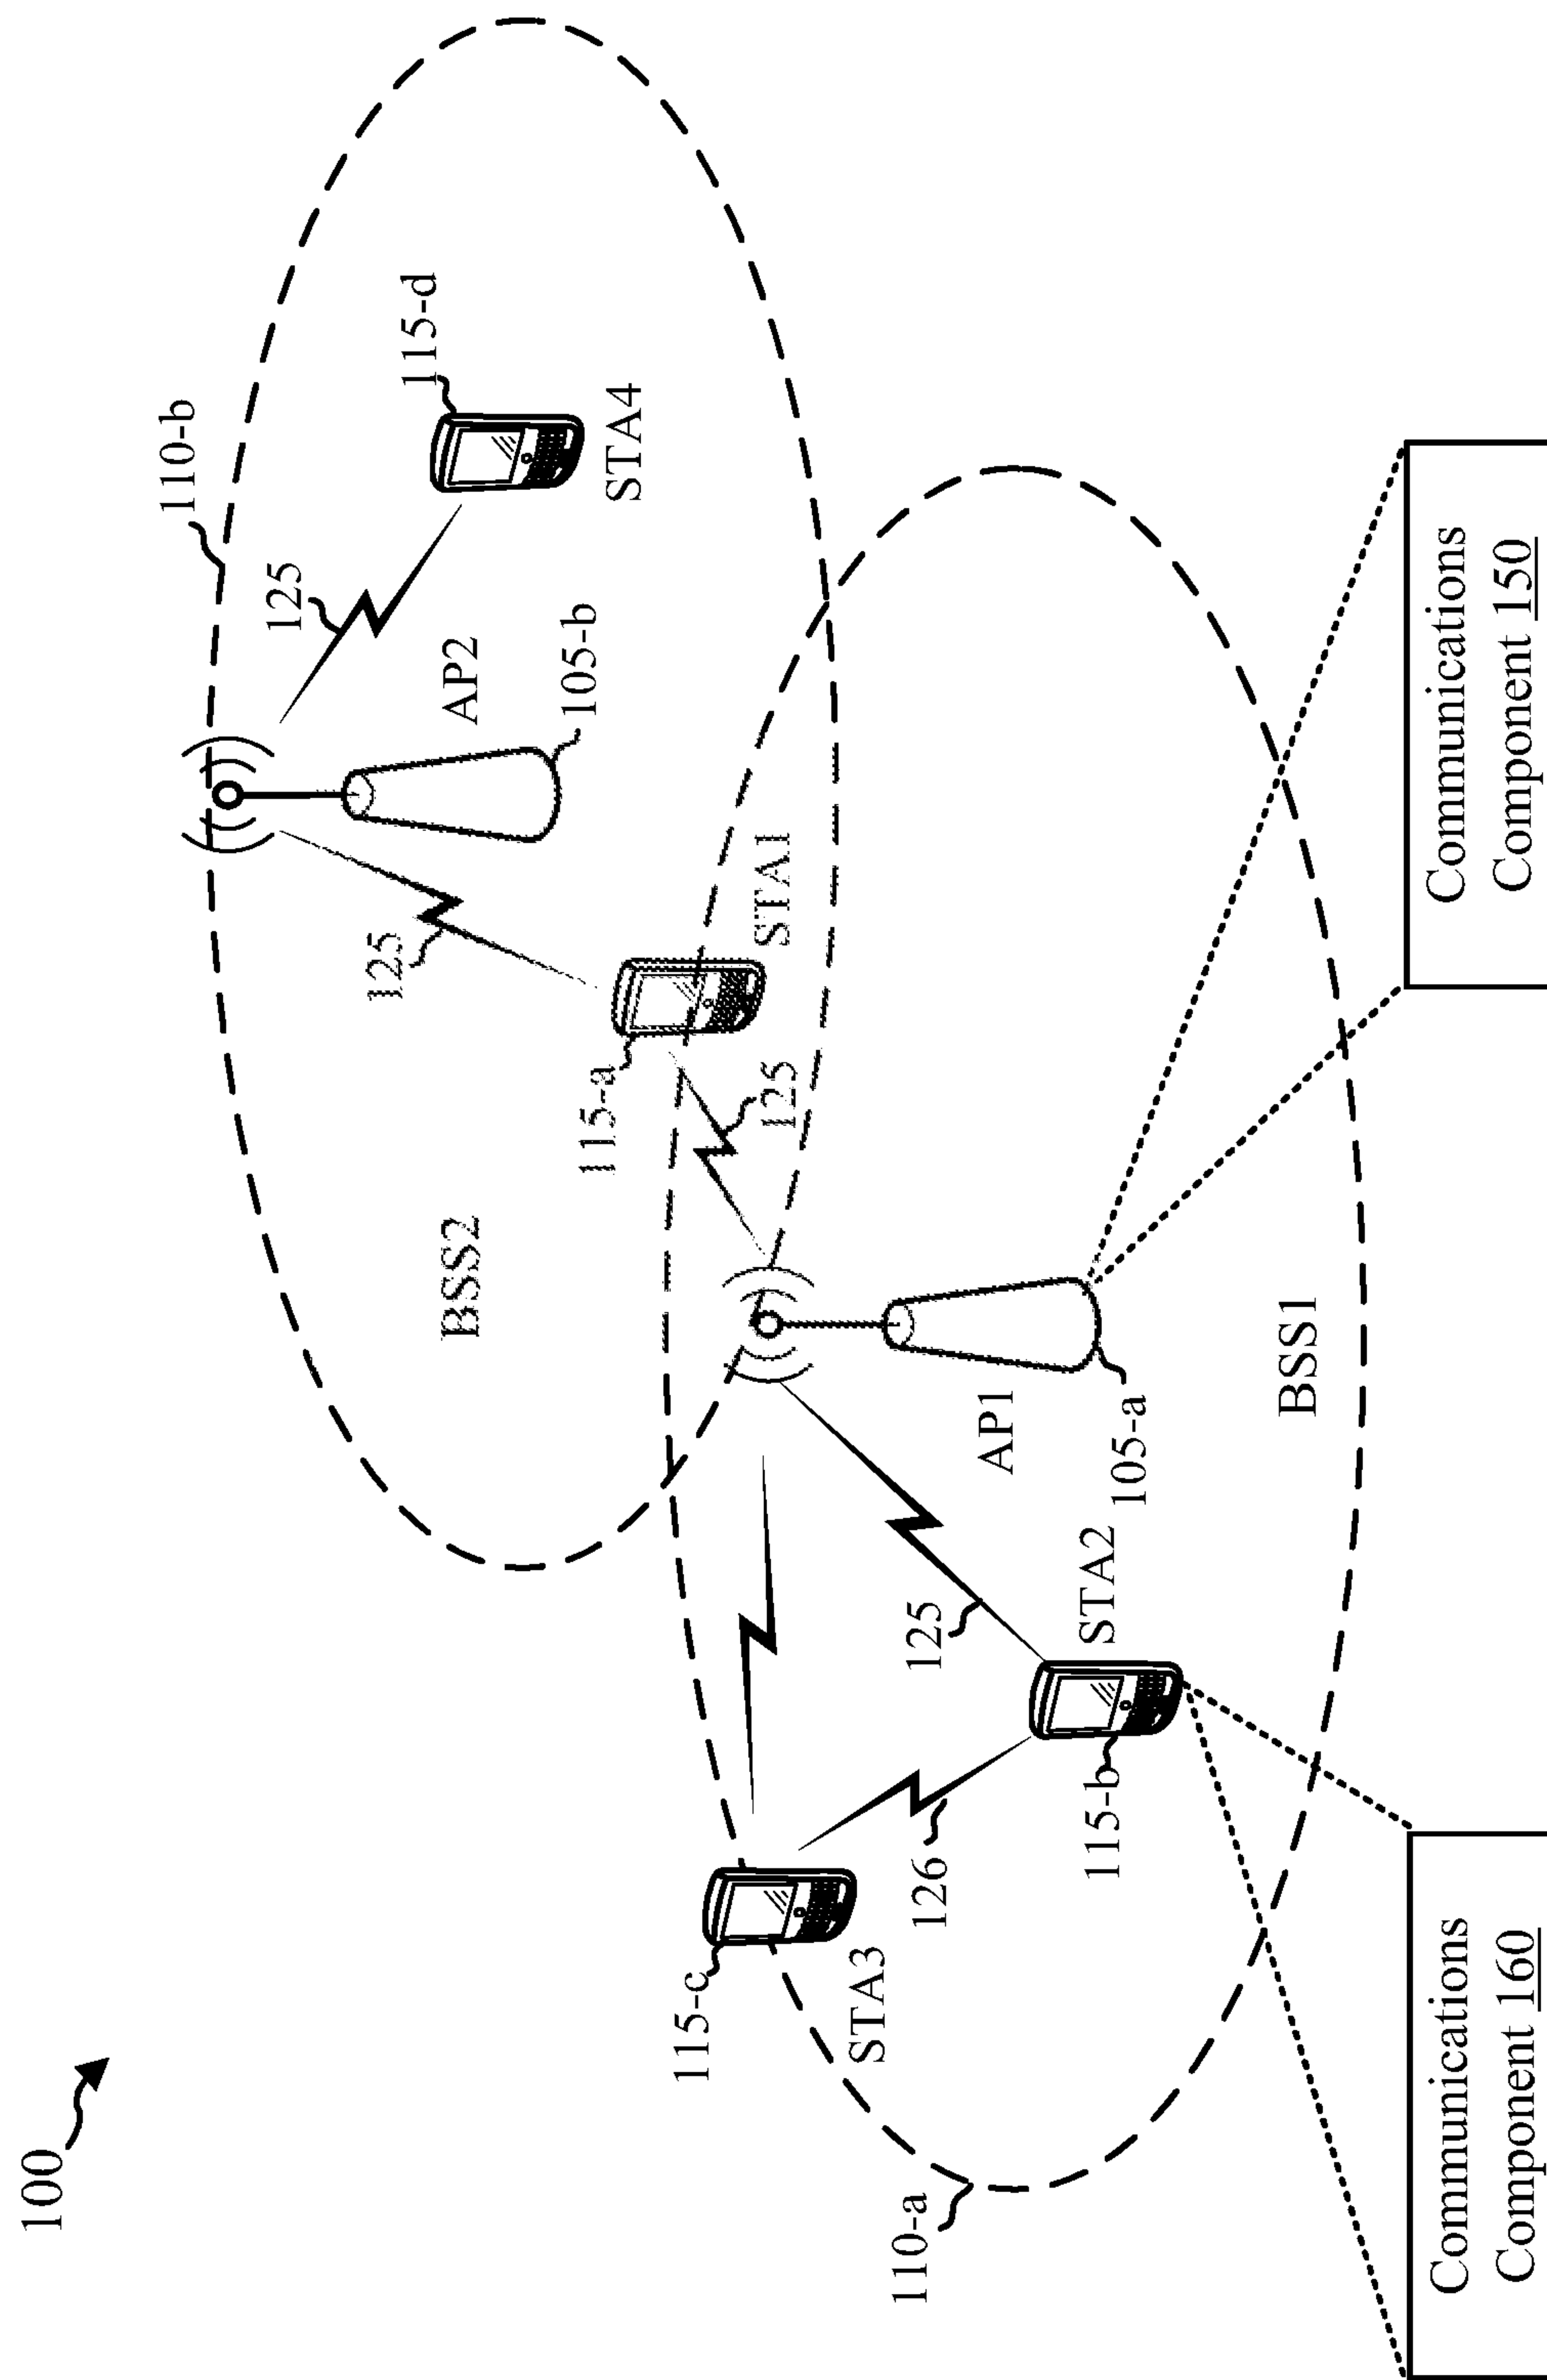 100
110-b
125
115-d
STA4
AP2
105-b
125
BSS2
115-a
STA1
125
115-c
STA3
126
125
115-b
STA2
AP1
105-a
BSS1
110-a
Communications
Component 160
Communications
Component 150